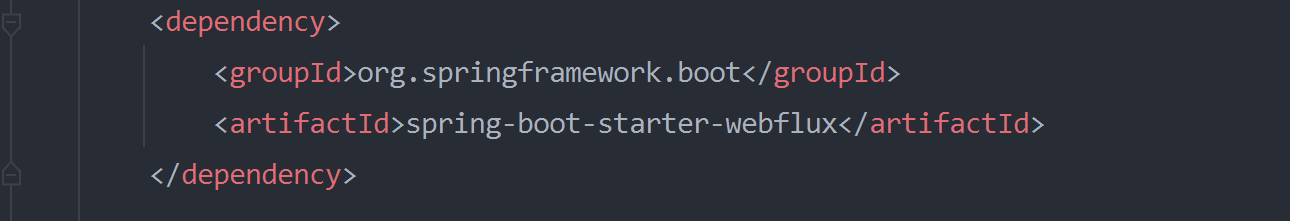 <dependency>
<groupId>org.springframework.boot</groupId>
<artifactId>spring-boot-starter-webflux</artifactId>
</dependency>